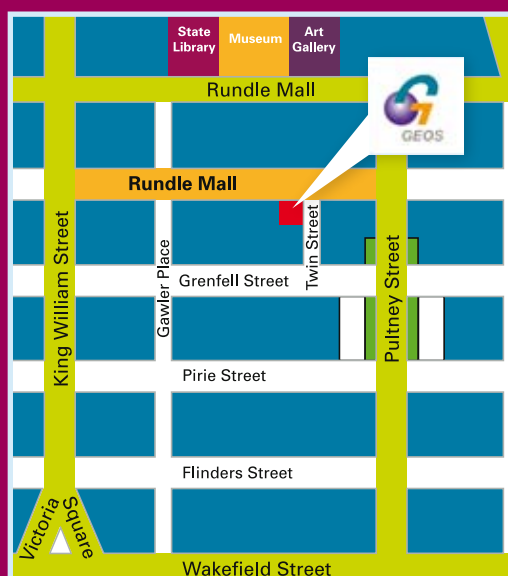 State
Library
Museum
Art
Gallery
Rundle Mall
GEOS
Rundle Mall
King William Street
Gawler Place
Twin Street
Pultney Street
Grenfell Street
Pirie Street
Flinders Street
Victoria
Square
Wakefield Street